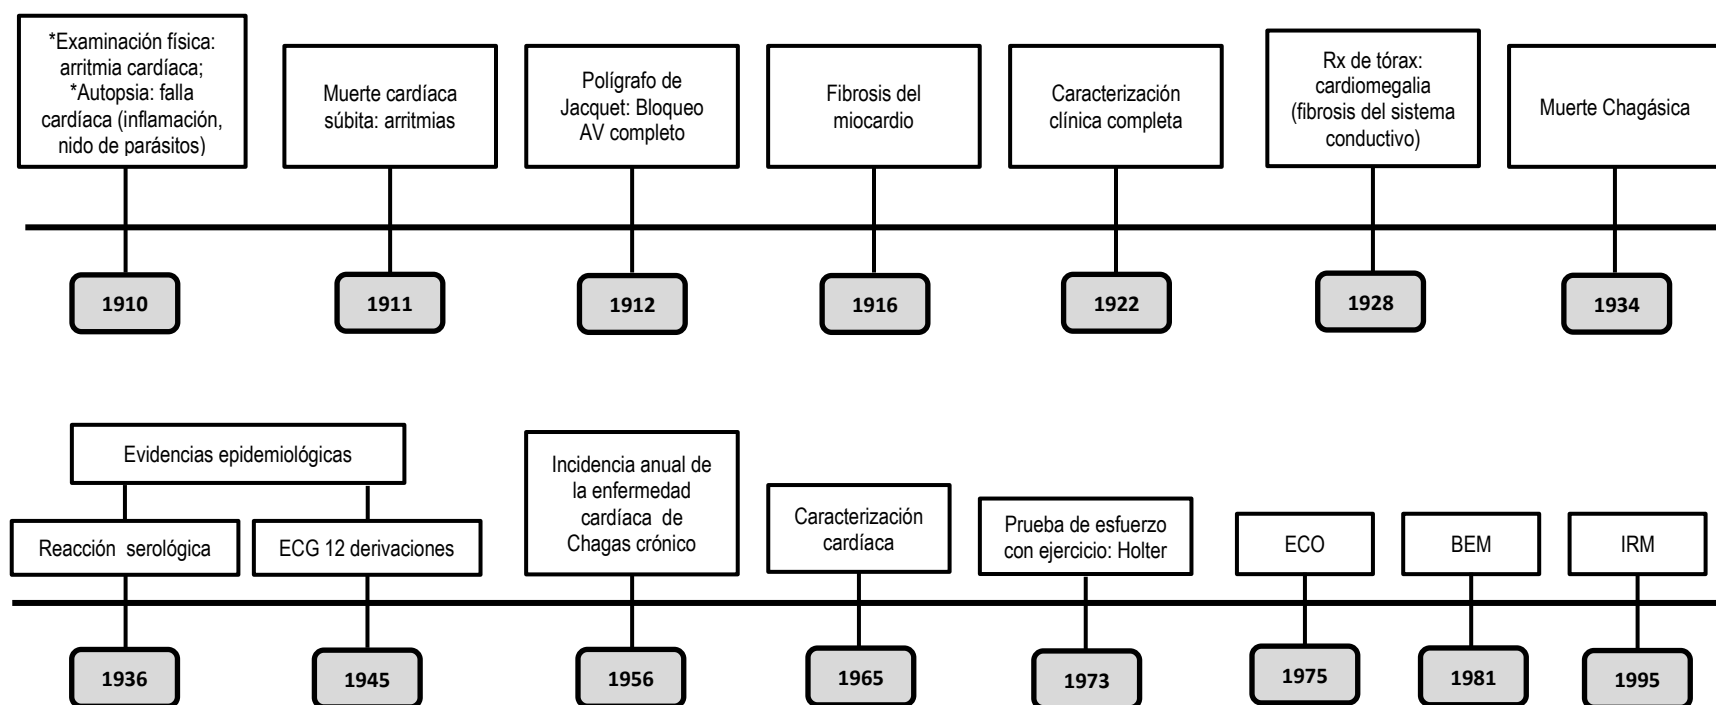 *Examinación física:
arritmia cardíaca;
*Autopsia: falla
cardíaca (inflamación,
nido de parásitos)
Muerte cardíaca
súbita: arritmias
Polígrafo de
Jacquet: Bloqueo
AV completo
Fibrosis del
miocardio
Caracterización
clínica completa
Rx de tórax:
cardiomegalia
(fibrosis del sistema
conductivo)
Muerte Chagásica
1910
1911
1912
1916
1922
1928
1934
Evidencias epidemiológicas
Reacción serológica
ECG 12 derivaciones
Incidencia anual de
la enfermedad
cardíaca de
Chagas crónico
Caracterización
cardíaca
Prueba de esfuerzo
con ejercicio: Holter
ECO
BEM
IRM
1936
1945
1956
1965
1973
1975
1981
1995